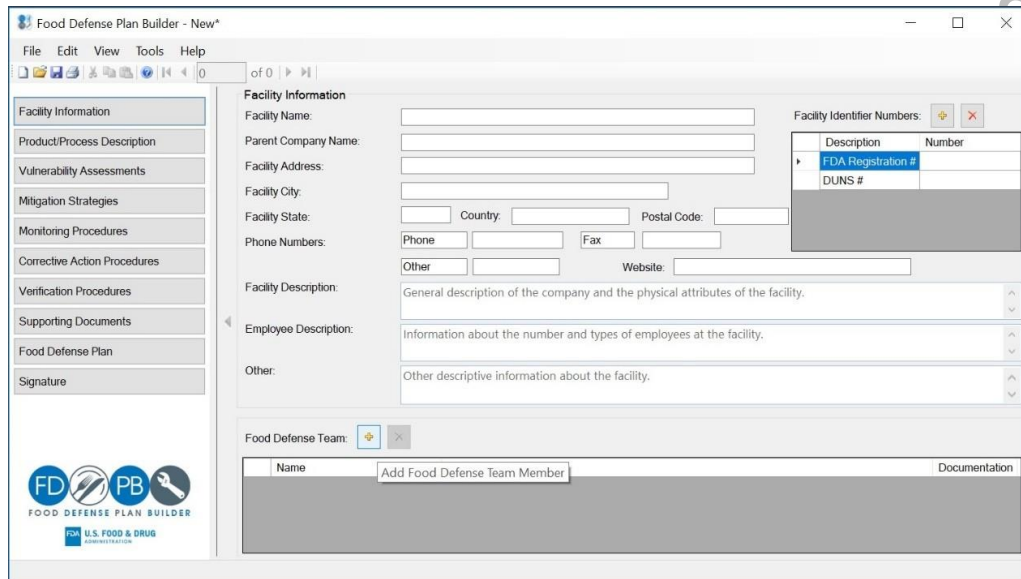 Food Defense Plan Builder - New*
File Edit View Tools Help
0 of 0
Facility Information
Product/Process Description
Vulnerability Assessments
Mitigation Strategies
Monitoring Procedures
Corrective Action Procedures
Verification Procedures
Supporting Documents
Food Defense Plan
Signature
FD PB
FOOD DEFENSE PLAN BUILDER
FDA U.S. FOOD & DRUG
ADMINISTRATION
Facility Information
Facility Name:
Parent Company Name:
Facility Address:
Facility City:
Facility State: Country: Postal Code:
Phone Numbers: Phone Fax
Other Website:
Facility Description: General description of the company and the physical attributes of the facility.
Employee Description: Information about the number and types of employees at the facility.
Other: Other descriptive information about the facility.
Facility Identifier Numbers:
Description Number
FDA Registration #
DUNS #
Food Defense Team:
Name Documentation
Add Food Defense Team Member